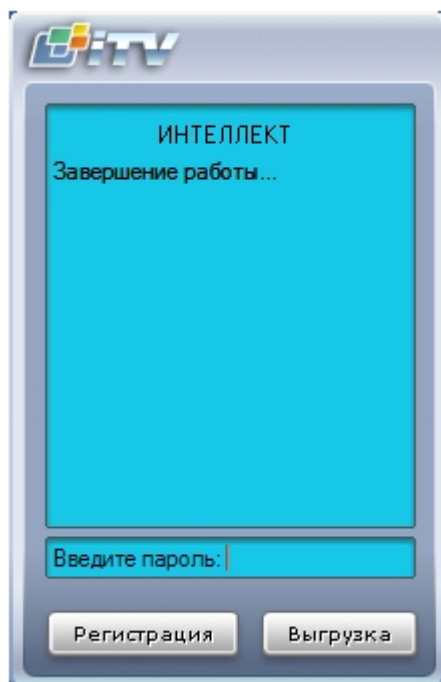 iTV
ИНТЕЛЛЕКТ
Завершение работы...
Введите пароль:
Регистрация
Выгрузка